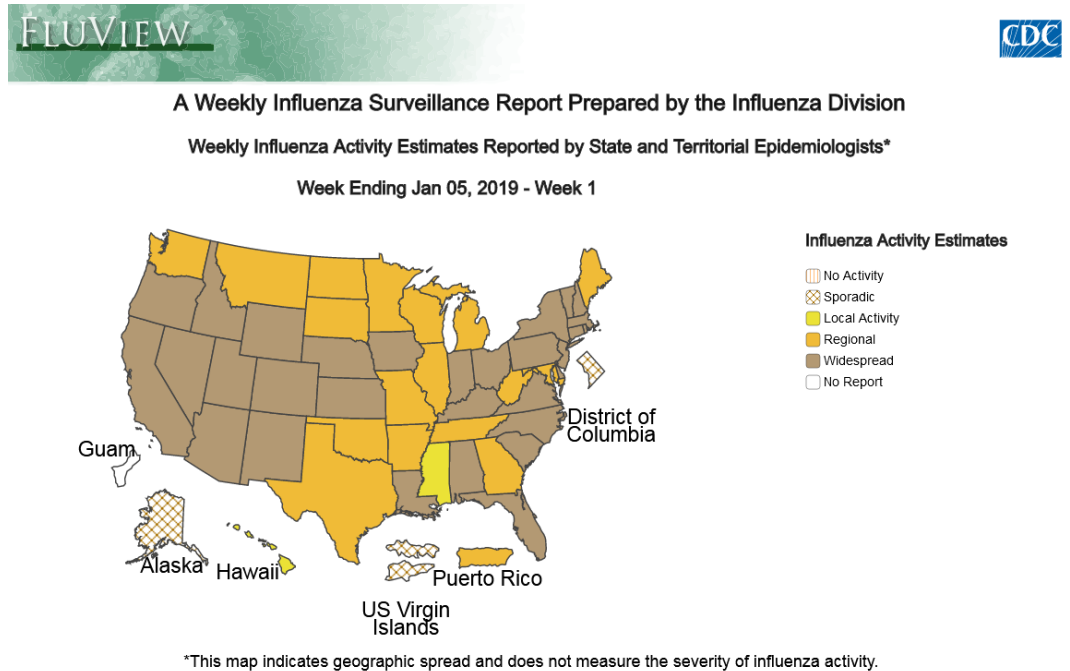 FLUVIEW
CDC
A Weekly Influenza Surveillance Report Prepared by the Influenza Division
Weekly Influenza Activity Estimates Reported by State and Territorial Epidemiologists*
Week Ending Jan 05, 2019 - Week 1
Influenza Activity Estimates
No Activity
Sporadic
Local Activity
Regional
Widespread
No Report
District of
Columbia
Guam
Alaska
Hawaii
Puerto Rico
US Virgin
Islands
*This map indicates geographic spread and does not measure the severity of influenza activity.